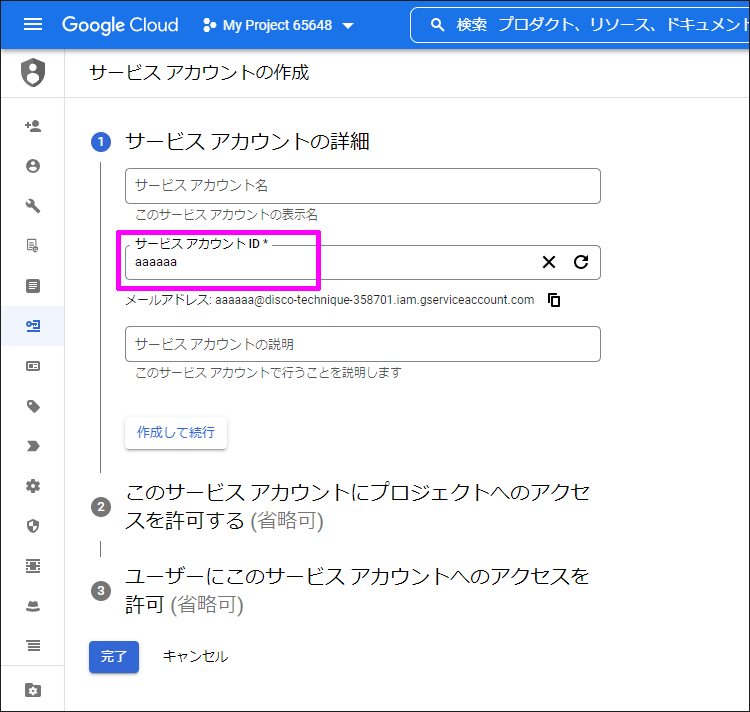 Google Cloud
My Project 65648
検索 プロダクト、リソース、ドキュメント
サービス アカウントの作成
1 サービス アカウントの詳細
サービス アカウント名
このサービス アカウントの表示名
サービス アカウント ID *
aaaaaa
メールアドレス: aaaaaa@disco-technique-358701.iam.gserviceaccount.com
サービス アカウントの説明
このサービス アカウントで行うことを説明します
作成して続行
2 このサービス アカウントにプロジェクトへのアクセ
スを許可する (省略可)
3 ユーザーにこのサービス アカウントへのアクセスを
許可 (省略可)
完了 キャンセル